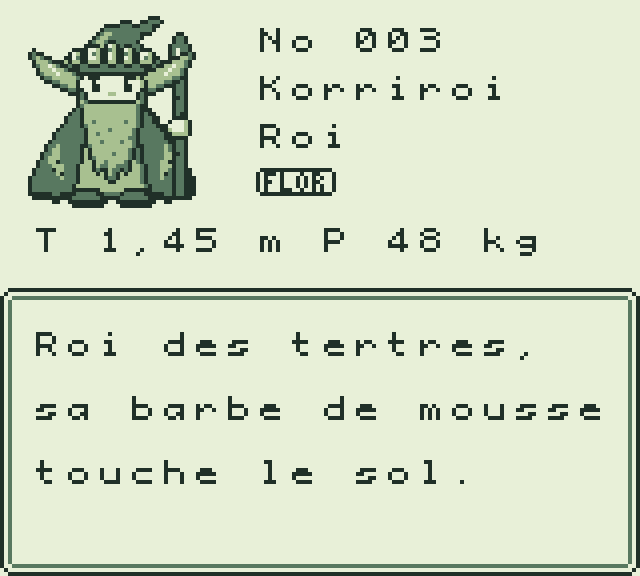 No 003
Korriroi
Roi
FLOR
T 1,45 m P 48 kg
Roi des tertres,
sa barbe de mousse
touche le sol.